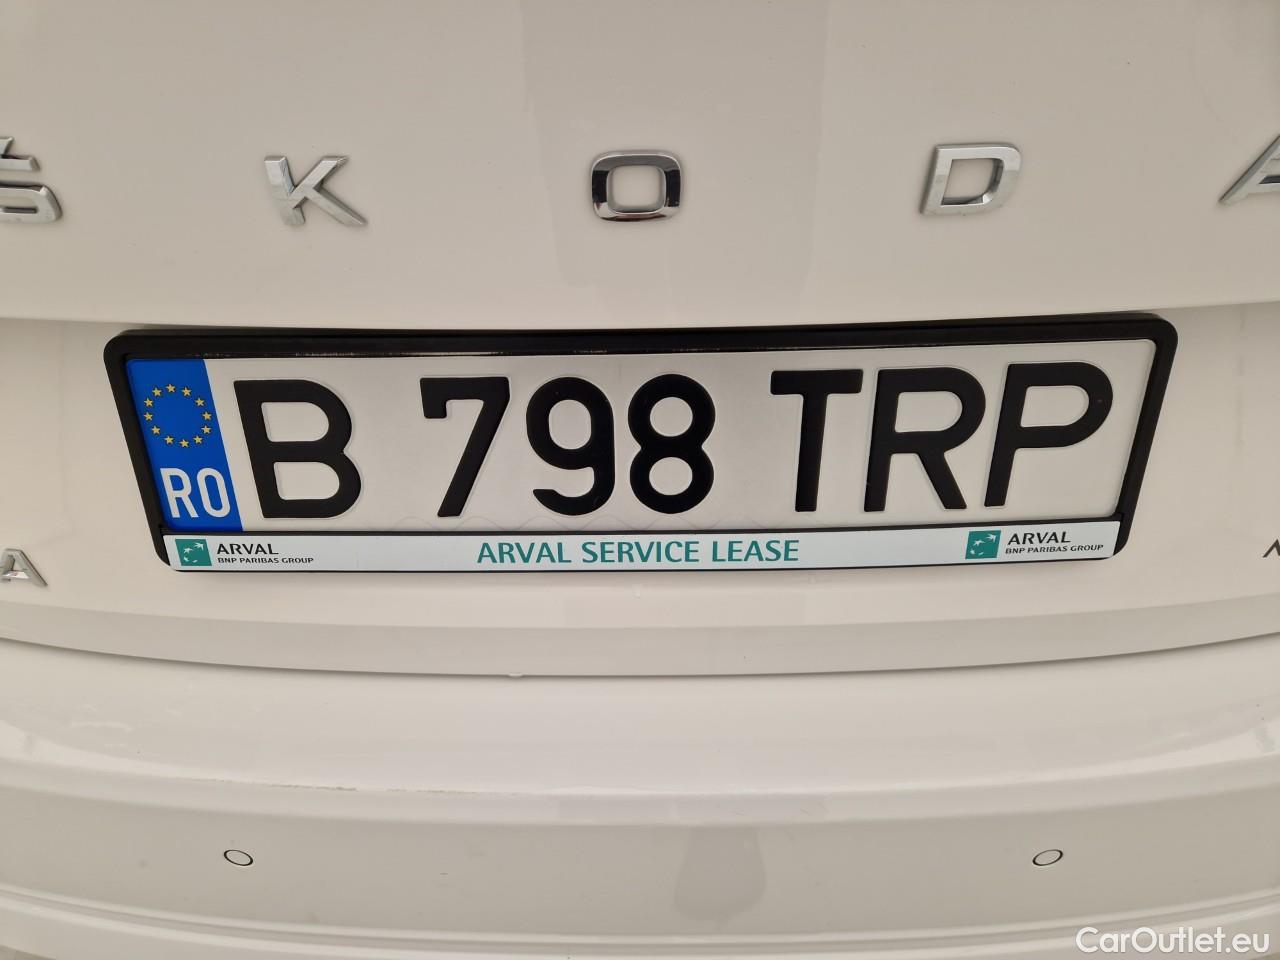 ŠKODA
RO
B 798 TRP
ARVAL
BNP PARIBAS GROUP
ARVAL SERVICE LEASE
ARVAL
BNP PARIBAS GROUP
CarOutlet.eu